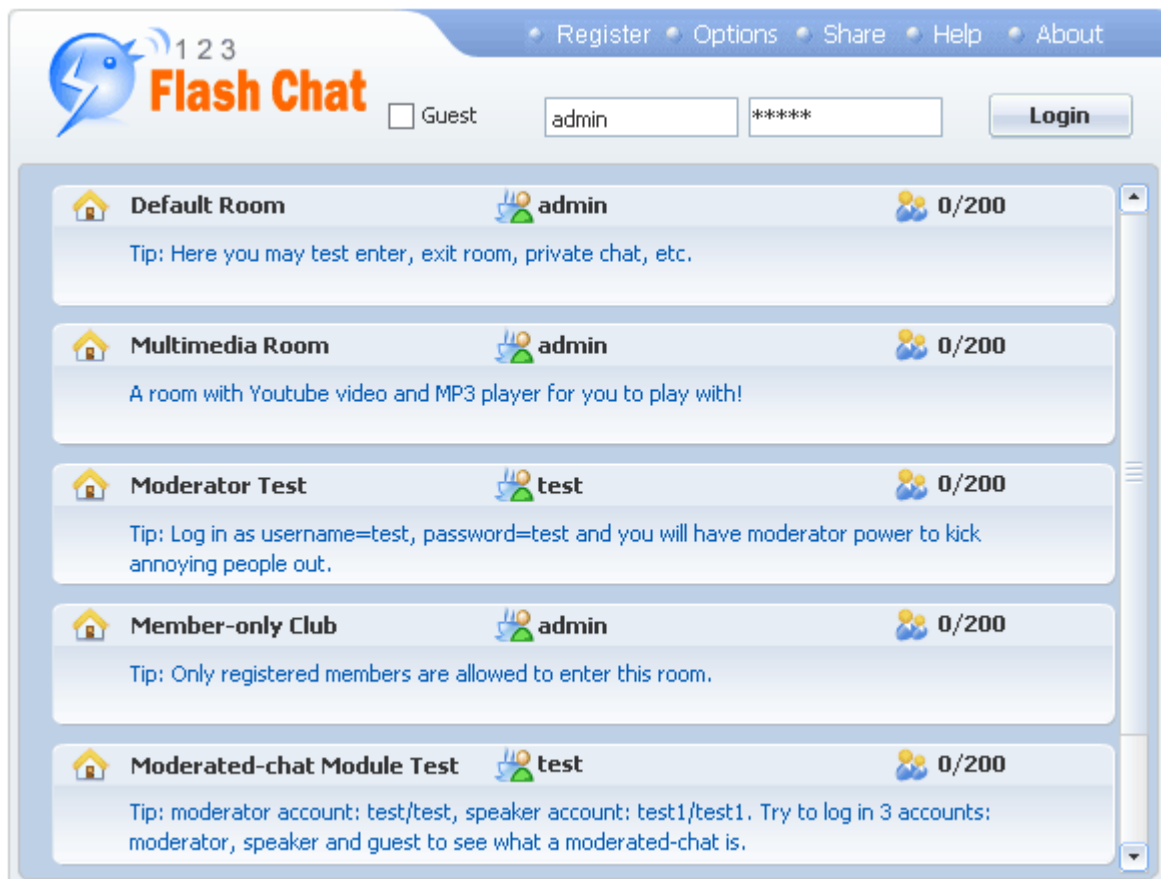 Register Options Share Help About
123
Flash Chat
Guest admin ***** Login
Default Room admin 0/200
Tip: Here you may test enter, exit room, private chat, etc.
Multimedia Room admin 0/200
A room with Youtube video and MP3 player for you to play with!
Moderator Test test 0/200
Tip: Log in as username=test, password=test and you will have moderator power to kick
annoying people out.
Member-only Club admin 0/200
Tip: Only registered members are allowed to enter this room.
Moderated-chat Module Test test 0/200
Tip: moderator account: test/test, speaker account: test1/test1. Try to log in 3 accounts:
moderator, speaker and guest to see what a moderated-chat is.